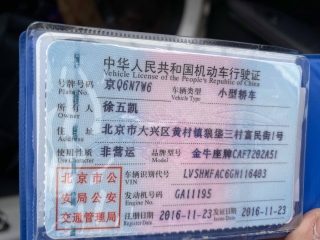 中华人民共和国机动车行驶证
Vehicle License of the People's Republic of China
号牌号码 京Q6N7W6 车辆类型 小型轿车
Plate No. Vehicle Type
所有人 徐五凯
Owner
住址 北京市大兴区黄村镇狼垡三村富民街1号
Address
使用性质 非营运 品牌型号 金牛座牌CAF7202A51
Use Character Model
北京市公
安局公安
交通管理局
车辆识别代号 LVSHMFAC6GH116403
VIN
发动机号码 GA11195
Engine No.
注册日期 2016-11-23 发证日期 2016-11-23
Register Date Issue Date